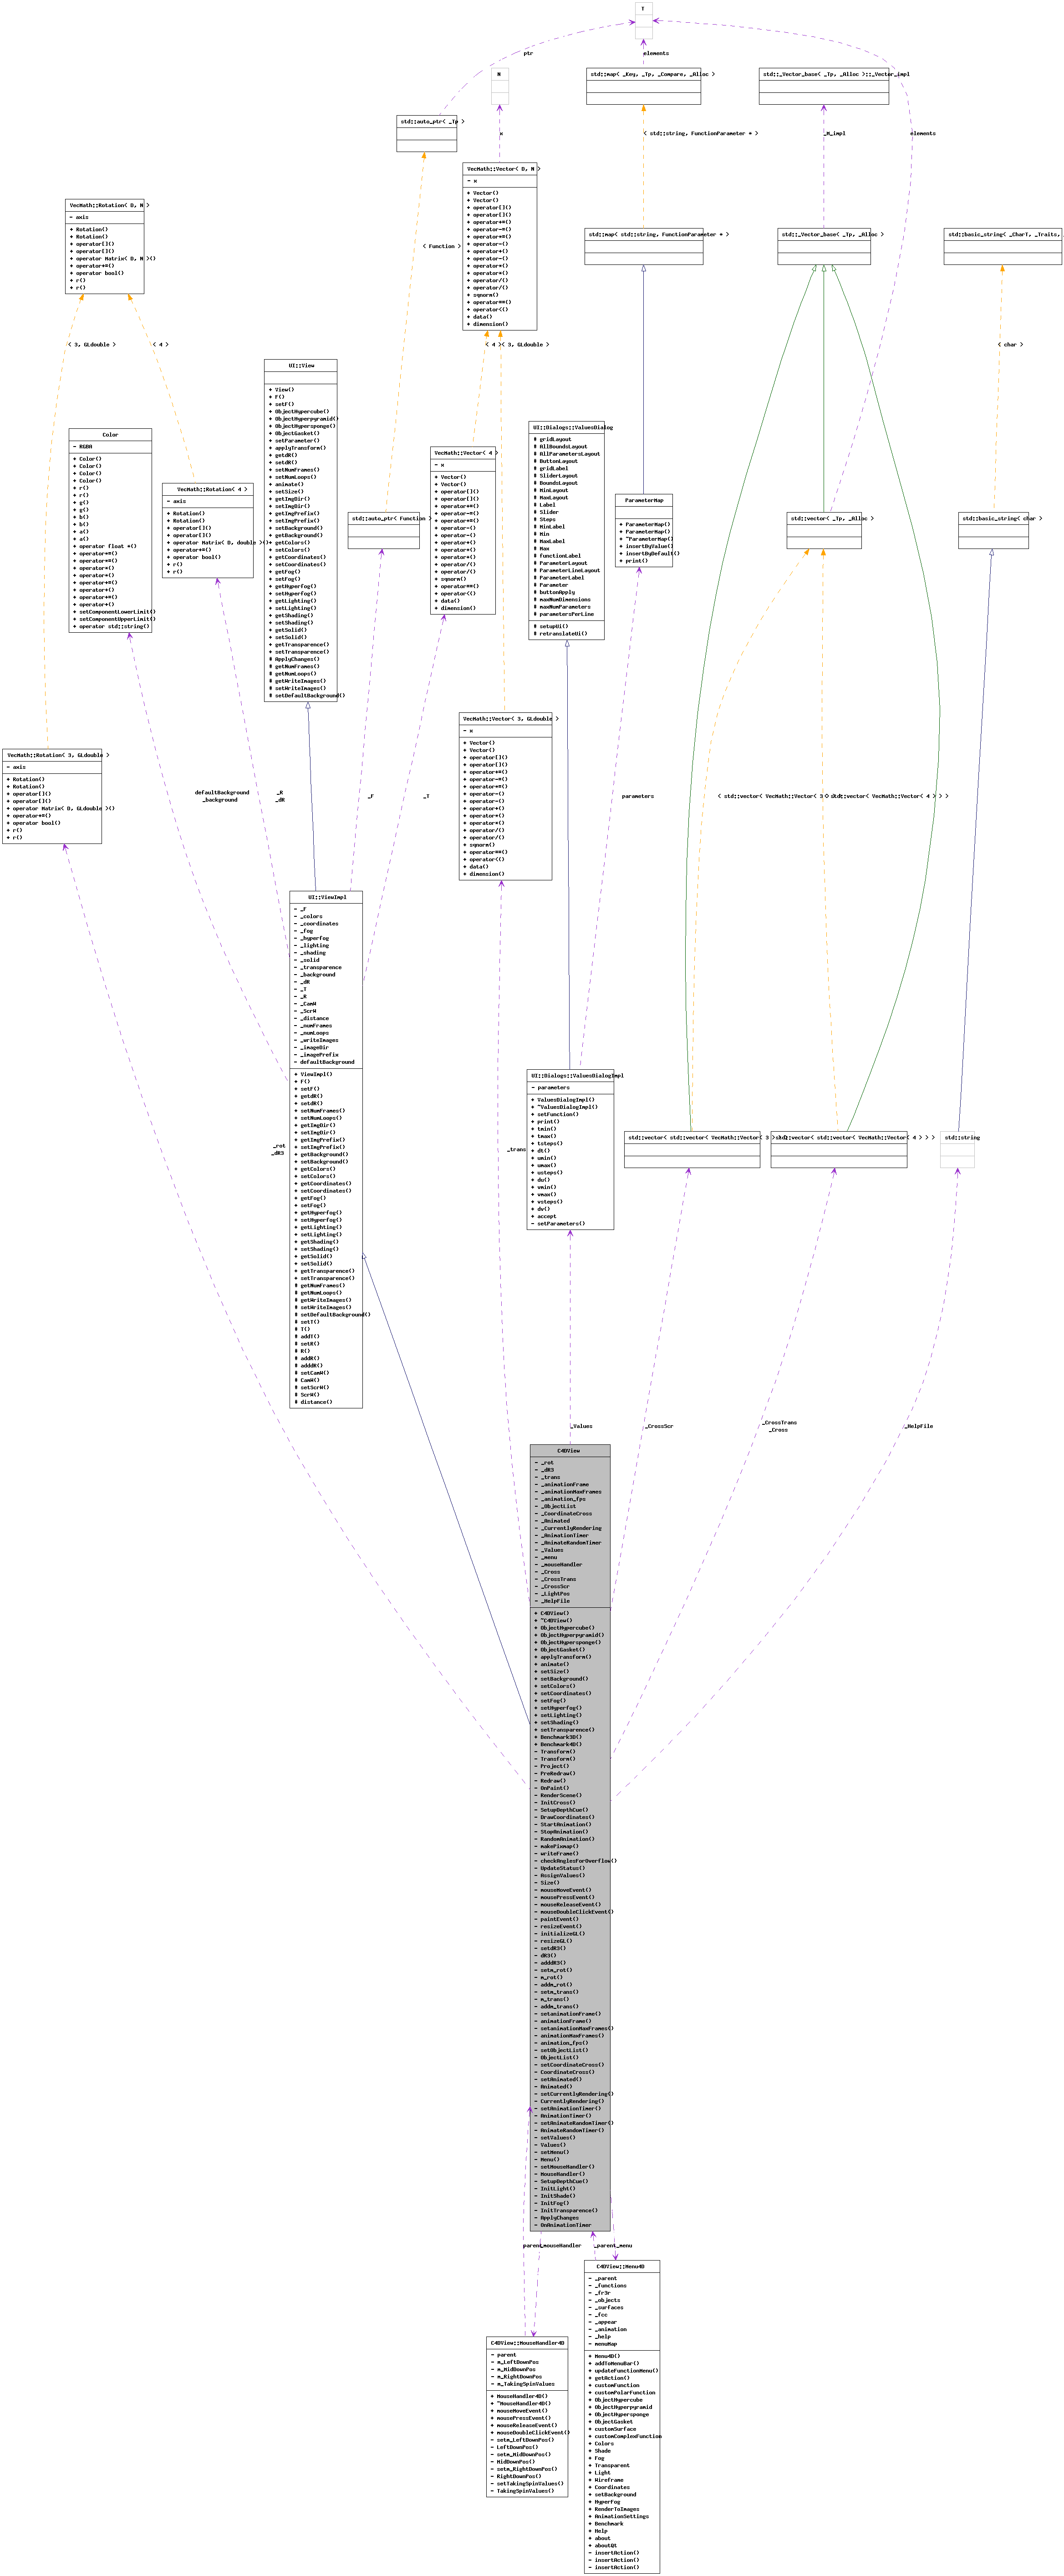 T
ptr
elements
N
std::map< _Key, _Tp, _Compare, _Alloc >
std::_Vector_base< _Tp, _Alloc >::_Vector_impl
std::auto_ptr< _Tp >
x
< std::string, FunctionParameter * >
_M_impl
elements
VecMath::Vector< D, N >
- x
+ Vector()
+ Vector()
+ operator[]()
+ operator[]()
+ operator+=()
+ operator-=()
+ operator*=()
+ operator-()
+ operator+()
+ operator-()
+ operator*()
+ operator*()
+ operator/()
+ operator/()
+ sqnorm()
+ operator**()
+ operator<()
+ data()
+ dimension()
VecMath::Rotation< D, N >
- axis
+ Rotation()
+ Rotation()
+ operator[]()
+ operator[]()
+ operator Matrix< D, N >()
+ operator+=()
+ operator bool()
+ r()
+ r()
< Function >
std::map< std::string, FunctionParameter * >
std::_Vector_base< _Tp, _Alloc >
std::basic_string< _CharT, _Traits,
< 3, GLdouble >
< 4 >
< 4 >
< 3, GLdouble >
< char >
UI::View
+ View()
+ F()
+ setF()
+ ObjectHypercube()
+ ObjectHyperpyramid()
+ ObjectHypersponge()
+ ObjectGasket()
+ setParameter()
+ applyTransform()
+ getdR()
+ setdR()
+ setNumFrames()
+ setNumLoops()
+ animate()
+ setSize()
+ getImgDir()
+ setImgDir()
+ getImgPrefix()
+ setImgPrefix()
+ setBackground()
+ getBackground()
+ getColors()
+ setColors()
+ getCoordinates()
+ setCoordinates()
+ getFog()
+ setFog()
+ getHyperfog()
+ setHyperfog()
+ getLighting()
+ setLighting()
+ getShading()
+ setShading()
+ getSolid()
+ setSolid()
+ getTransparence()
+ setTransparence()
# ApplyChanges()
# getNumFrames()
# getNumLoops()
# getWriteImages()
# setWriteImages()
# setDefaultBackground()
Color
- RGBA
+ Color()
+ Color()
+ Color()
+ Color()
+ r()
+ r()
+ g()
+ g()
+ b()
+ b()
+ a()
+ a()
+ operator float *()
+ operator+=()
+ operator*=()
+ operator*()
+ operator+()
+ operator+=()
+ operator+()
+ operator*=()
+ operator+()
+ setComponentLowerLimit()
+ setComponentUpperLimit()
+ operator std::string()
VecMath::Rotation< 4 >
- axis
+ Rotation()
+ Rotation()
+ operator[]()
+ operator[]()
+ operator Matrix< D, double >()
+ operator+=()
+ operator bool()
+ r()
+ r()
std::auto_ptr< Function >
VecMath::Vector< 4 >
- x
+ Vector()
+ Vector()
+ operator[]()
+ operator[]()
+ operator+=()
+ operator-=()
+ operator*=()
+ operator-()
+ operator-()
+ operator+()
+ operator*()
+ operator*()
+ operator/()
+ operator/()
+ sqnorm()
+ operator**()
+ operator<()
+ data()
+ dimension()
UI::Dialogs::ValuesDialog
# gridLayout
# AllBoundsLayout
# AllParametersLayout
# ButtonLayout
# gridLabel
# SliderLayout
# BoundsLayout
# MinLayout
# MaxLayout
# Label
# Slider
# Steps
# MinLabel
# Min
# MaxLabel
# Max
# functionLabel
# ParameterLayout
# ParameterLineLayout
# ParameterLabel
# Parameter
# buttonApply
# maxNumDimensions
# maxNumParameters
# parametersPerLine
# setupUi()
# retranslateUi()
ParameterMap
+ ParameterMap()
+ ParameterMap()
+ ~ParameterMap()
+ insertByValue()
+ insertByDefault()
+ print()
std::vector< _Tp, _Alloc >
std::basic_string< char >
VecMath::Vector< 3, GLdouble >
- x
+ Vector()
+ Vector()
+ operator[]()
+ operator[]()
+ operator+=()
+ operator-=()
+ operator*=()
+ operator-()
+ operator-()
+ operator+()
+ operator*()
+ operator*()
+ operator/()
+ operator/()
+ sqnorm()
+ operator**()
+ operator<()
+ data()
+ dimension()
VecMath::Rotation< 3, GLdouble >
- axis
+ Rotation()
+ Rotation()
+ operator[]()
+ operator[]()
+ operator Matrix< D, GLdouble >()
+ operator+=()
+ operator bool()
+ r()
+ r()
defaultBackground
_background
_R
_dR
_F
_T
parameters
< std::vector< VecMath::Vector< 3
std::vector< VecMath::Vector< 4 > > >
UI::ViewImpl
- _F
- _colors
- _coordinates
- _fog
- _hyperfog
- _lighting
- _shading
- _solid
- _transparence
- _background
- _dR
- _T
- _R
- _CamW
- _ScrW
- _distance
- _numFrames
- _numLoops
- _writeImages
- _imageDir
- _imagePrefix
- defaultBackground
+ ViewImpl()
+ F()
+ setF()
+ getdR()
+ setdR()
+ setNumFrames()
+ setNumLoops()
+ getImgDir()
+ setImgDir()
+ getImgPrefix()
+ setImgPrefix()
+ getBackground()
+ setBackground()
+ getColors()
+ setColors()
+ getCoordinates()
+ setCoordinates()
+ getFog()
+ setFog()
+ getHyperfog()
+ setHyperfog()
+ getLighting()
+ setLighting()
+ getShading()
+ setShading()
+ getSolid()
+ setSolid()
+ getTransparence()
+ setTransparence()
# getNumFrames()
# getNumLoops()
# getWriteImages()
# setWriteImages()
# setDefaultBackground()
# setT()
# T()
# addT()
# setR()
# R()
# addR()
# adddR()
# setCamW()
# CamW()
# setScrW()
# ScrW()
# distance()
UI::Dialogs::ValuesDialogImpl
- parameters
+ ValuesDialogImpl()
+ ~ValuesDialogImpl()
+ setFunction()
+ print()
+ tmin()
+ tmax()
+ tsteps()
+ dt()
+ umin()
+ umax()
+ usteps()
+ du()
+ vmin()
+ vmax()
+ vsteps()
+ dv()
+ accept
- setParameters()
std::vector< std::vector< VecMath::Vector< 3
std::vector< std::vector< VecMath::Vector< 4 > > >
std::string
_rot
_dR3
_trans
_Values
_CrossScr
_CrossTrans
_Cross
_HelpFile
C4DView
- _rot
- _dR3
- _trans
- _animationFrame
- _animationMaxFrames
- _animation_fps
- _ObjectList
- _CoordinateCross
- _Animated
- _CurrentlyRendering
- _AnimationTimer
- _AnimateRandomTimer
- _Values
- _menu
- _mouseHandler
- _Cross
- _CrossTrans
- _CrossScr
- _LightPos
- _HelpFile
+ C4DView()
+ ~C4DView()
+ ObjectHypercube()
+ ObjectHyperpyramid()
+ ObjectHypersponge()
+ ObjectGasket()
+ applyTransform()
+ animate()
+ setSize()
+ setBackground()
+ setColors()
+ setCoordinates()
+ setFog()
+ setHyperfog()
+ setLighting()
+ setShading()
+ setTransparence()
+ Benchmark3D()
+ Benchmark4D()
- Transform()
- Transform()
- Project()
- PreRedraw()
- Redraw()
- OnPaint()
- RenderScene()
- InitCross()
- SetupDepthCue()
- DrawCoordinates()
- StartAnimation()
- StopAnimation()
- RandomAnimation()
- makePixmap()
- writeFrame()
- checkAnglesForOverflow()
- UpdateStatus()
- AssignValues()
- Size()
- mouseMoveEvent()
- mousePressEvent()
- mouseReleaseEvent()
- mouseDoubleClickEvent()
- paintEvent()
- resizeEvent()
- initializeGL()
- resizeGL()
- setdR3()
- dR3()
- adddR3()
- setm_rot()
- m_rot()
- addm_rot()
- setm_trans()
- m_trans()
- addm_trans()
- setanimationFrame()
- animationFrame()
- setanimationMaxFrames()
- animationMaxFrames()
- animation_fps()
- setObjectList()
- ObjectList()
- setCoordinateCross()
- CoordinateCross()
- setAnimated()
- Animated()
- setCurrentlyRendering()
- CurrentlyRendering()
- setAnimationTimer()
- AnimationTimer()
- setAnimateRandomTimer()
- AnimateRandomTimer()
- setValues()
- Values()
- setMenu()
- Menu()
- setMouseHandler()
- MouseHandler()
- SetupDepthCue()
- InitLight()
- InitShade()
- InitFog()
- InitTransparence()
- ApplyChanges
- OnAnimationTimer
parent
_mouseHandler
_parent
_menu
C4DView::MouseHandler4D
- parent
- m_LeftDownPos
- m_MidDownPos
- m_RightDownPos
- m_TakingSpinValues
+ MouseHandler4D()
+ ~MouseHandler4D()
+ mouseMoveEvent()
+ mousePressEvent()
+ mouseReleaseEvent()
+ mouseDoubleClickEvent()
- setm_LeftDownPos()
- LeftDownPos()
- setm_MidDownPos()
- MidDownPos()
- setm_RightDownPos()
- RightDownPos()
- setTakingSpinValues()
- TakingSpinValues()
C4DView::Menu4D
- _parent
- _functions
- _fr3r
- _objects
- _surfaces
- _fcc
- _appear
- _animation
- _help
- menuMap
+ Menu4D()
+ addToMenuBar()
+ updateFunctionMenu()
+ getAction()
+ customFunction
+ customPolarFunction
+ ObjectHypercube
+ ObjectHyperpyramid
+ ObjectHypersponge
+ ObjectGasket
+ customSurface
+ customComplexFunction
+ Colors
+ Shade
+ Fog
+ Transparent
+ Light
+ Wireframe
+ Coordinates
+ setBackground
+ HyperFog
+ RenderToImages
+ AnimationSettings
+ Benchmark
+ Help
+ about
+ aboutQt
- insertAction()
- insertAction()
- insertAction()